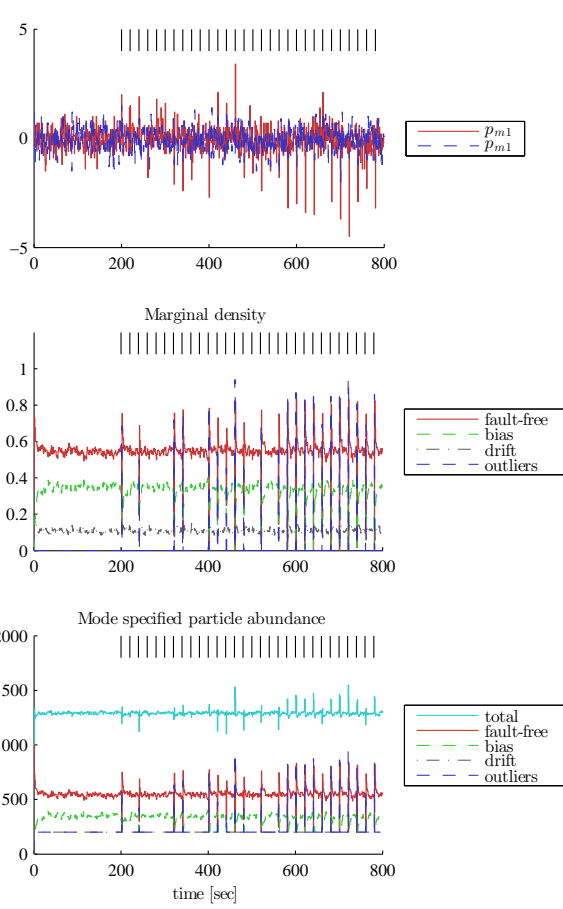 5
0
−5
0 200 400 600 800
p_{m1}
p_{m1}
Marginal density
1
0.8
0.6
0.4
0.2
0
0 200 400 600 800
fault-free
bias
drift
outliers
Mode specified particle abundance
2000
500
000
500
0
0 200 400 600 800
time [sec]
total
fault-free
bias
drift
outliers